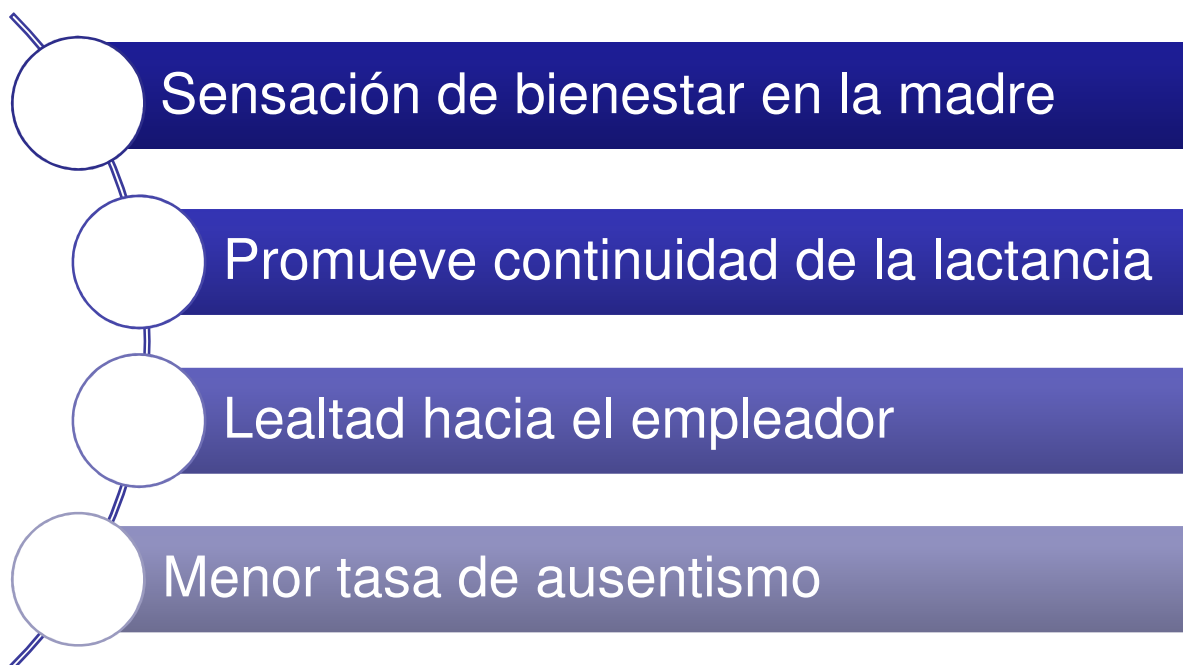 Sensación de bienestar en la madre
Promueve continuidad de la lactancia
Lealtad hacia el empleador
Menor tasa de ausentismo